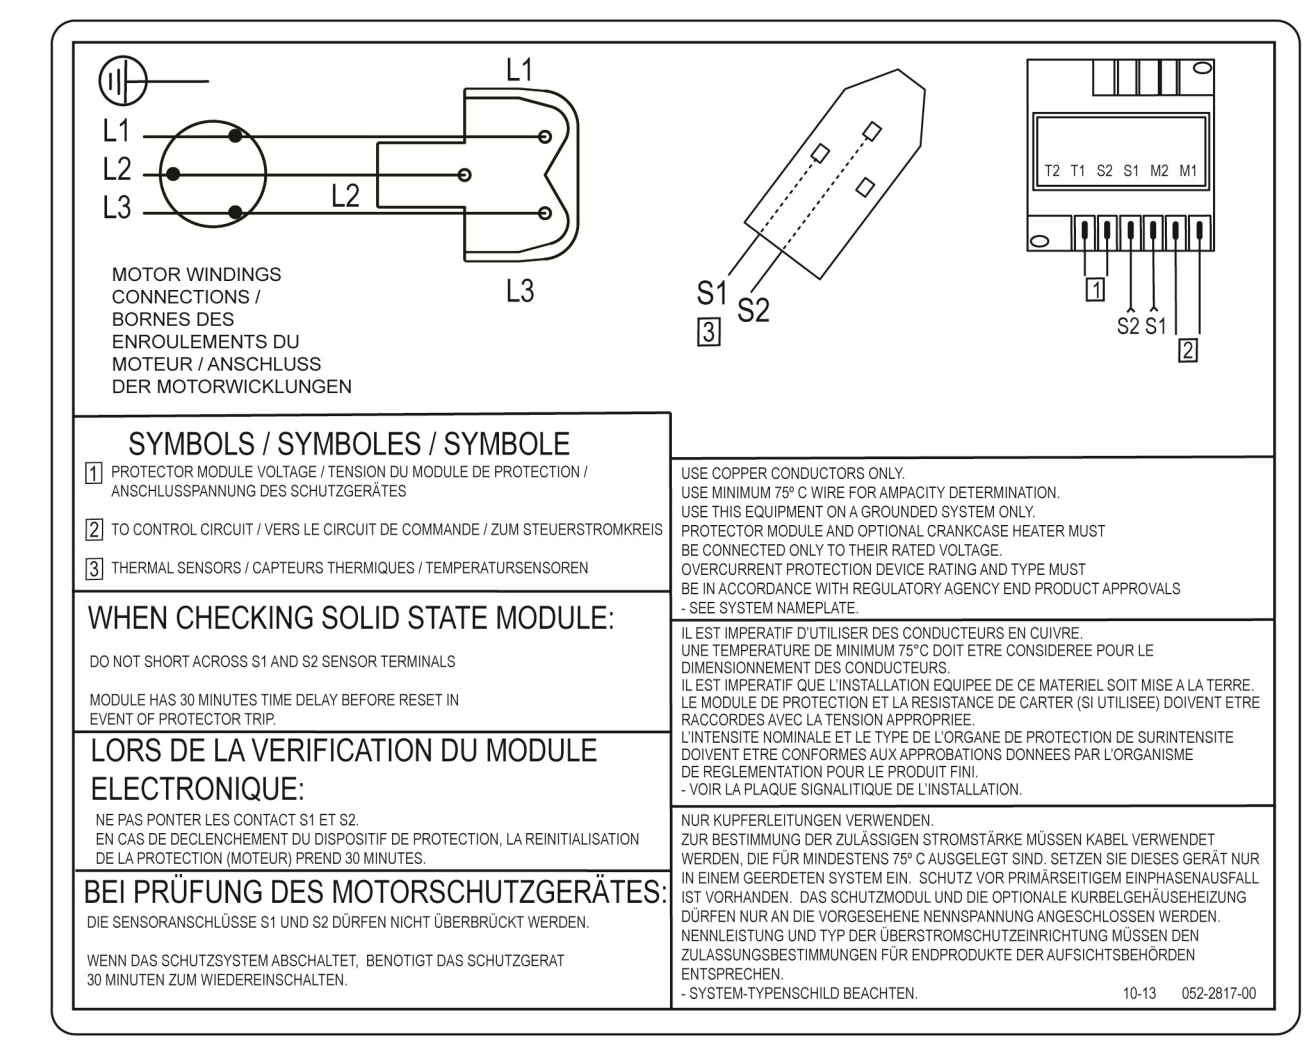 L1
L1
L2
L3
L2
L3
MOTOR WINDINGS
CONNECTIONS /
BORNES DES
ENROULEMENTS DU
MOTEUR / ANSCHLUSS
DER MOTORWICKLUNGEN
S1
S2
3
T2 T1 S2 S1 M2 M1
1
S2 S1
2
SYMBOLS / SYMBOLES / SYMBOLE
1 PROTECTOR MODULE VOLTAGE / TENSION DU MODULE DE PROTECTION /
ANSCHLUSSPANNUNG DES SCHUTZGERÄTES
2 TO CONTROL CIRCUIT / VERS LE CIRCUIT DE COMMANDE / ZUM STEUERSTROMKREIS
3 THERMAL SENSORS / CAPTEURS THERMIQUES / TEMPERATURSENSOREN
WHEN CHECKING SOLID STATE MODULE:
DO NOT SHORT ACROSS S1 AND S2 SENSOR TERMINALS
MODULE HAS 30 MINUTES TIME DELAY BEFORE RESET IN
EVENT OF PROTECTOR TRIP.
LORS DE LA VERIFICATION DU MODULE
ELECTRONIQUE:
NE PAS PONTER LES CONTACT S1 ET S2.
EN CAS DE DECLENCHEMENT DU DISPOSITIF DE PROTECTION, LA REINITIALISATION
DE LA PROTECTION (MOTEUR) PREND 30 MINUTES.
BEI PRÜFUNG DES MOTORSCHUTZGERÄTES:
DIE SENSORANSCHLÜSSE S1 UND S2 DÜRFEN NICHT ÜBERBRÜCKT WERDEN.
WENN DAS SCHUTZSYSTEM ABSCHALTET, BENOTIGT DAS SCHUTZGERAT
30 MINUTEN ZUM WIEDEREINSCHALTEN.
USE COPPER CONDUCTORS ONLY.
USE MINIMUM 75º C WIRE FOR AMPACITY DETERMINATION.
USE THIS EQUIPMENT ON A GROUNDED SYSTEM ONLY.
PROTECTOR MODULE AND OPTIONAL CRANKCASE HEATER MUST
BE CONNECTED ONLY TO THEIR RATED VOLTAGE.
OVERCURRENT PROTECTION DEVICE RATING AND TYPE MUST
BE IN ACCORDANCE WITH REGULATORY AGENCY END PRODUCT APPROVALS
- SEE SYSTEM NAMEPLATE.
IL EST IMPERATIF D'UTILISER DES CONDUCTEURS EN CUIVRE.
UNE TEMPERATURE DE MINIMUM 75°C DOIT ETRE CONSIDEREE POUR LE
DIMENSIONNEMENT DES CONDUCTEURS.
IL EST IMPERATIF QUE L'INSTALLATION EQUIPEE DE CE MATERIEL SOIT MISE A LA TERRE.
LE MODULE DE PROTECTION ET LA RESISTANCE DE CARTER (SI UTILISEE) DOIVENT ETRE
RACCORDES AVEC LA TENSION APPROPRIEE.
L'INTENSITE NOMINALE ET LE TYPE DE L'ORGANE DE PROTECTION DE SURINTENSITE
DOIVENT ETRE CONFORMES AUX APPROBATIONS DONNEES PAR L'ORGANISME
DE REGLEMENTATION POUR LE PRODUIT FINI.
- VOIR LA PLAQUE SIGNALITIQUE DE L'INSTALLATION.
NUR KUPFERLEITUNGEN VERWENDEN.
ZUR BESTIMMUNG DER ZULÄSSIGEN STROMSTÄRKE MÜSSEN KABEL VERWENDET
WERDEN, DIE FÜR MINDESTENS 75º C AUSGELEGT SIND. SETZEN SIE DIESES GERÄT NUR
IN EINEM GEERDETEN SYSTEM EIN. SCHUTZ VOR PRIMÄRSEITIGEM EINPHASENAUSFALL
IST VORHANDEN. DAS SCHUTZMODUL UND DIE OPTIONALE KURBELGEHÄUSEHEIZUNG
DÜRFEN NUR AN DIE VORGESEHENE NENNSPANNUNG ANGESCHLOSSEN WERDEN.
NENNLEISTUNG UND TYP DER ÜBERSTROMSCHUTZEINRICHTUNG MÜSSEN DEN
ZULASSUNGSBESTIMMUNGEN FÜR ENDPRODUKTE DER AUFSICHTSBEHÖRDEN
ENTSPRECHEN.
- SYSTEM-TYPENSCHILD BEACHTEN.
10-13 052-2817-00